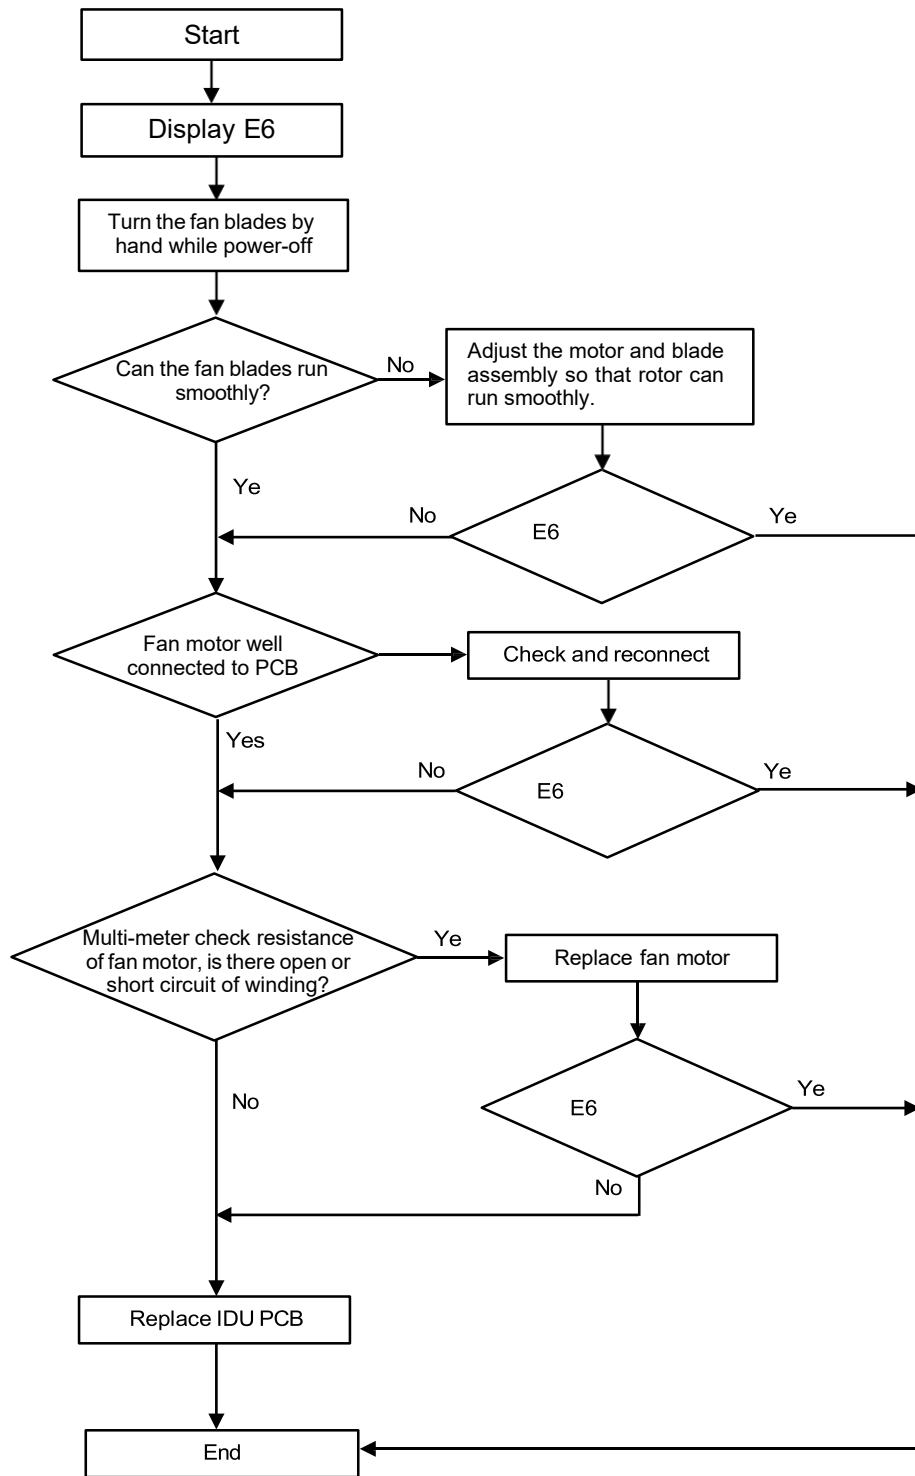 Start
Display E6
Turn the fan blades by
hand while power-off
Can the fan blades run
smoothly?
No
Adjust the motor and blade
assembly so that rotor can
run smoothly.
Ye
No
E6
Ye
Fan motor well
connected to PCB
Check and reconnect
Yes
No
E6
Ye
Multi-meter check resistance
of fan motor, is there open or
short circuit of winding?
Ye
Replace fan motor
No
E6
Ye
No
Replace IDU PCB
End